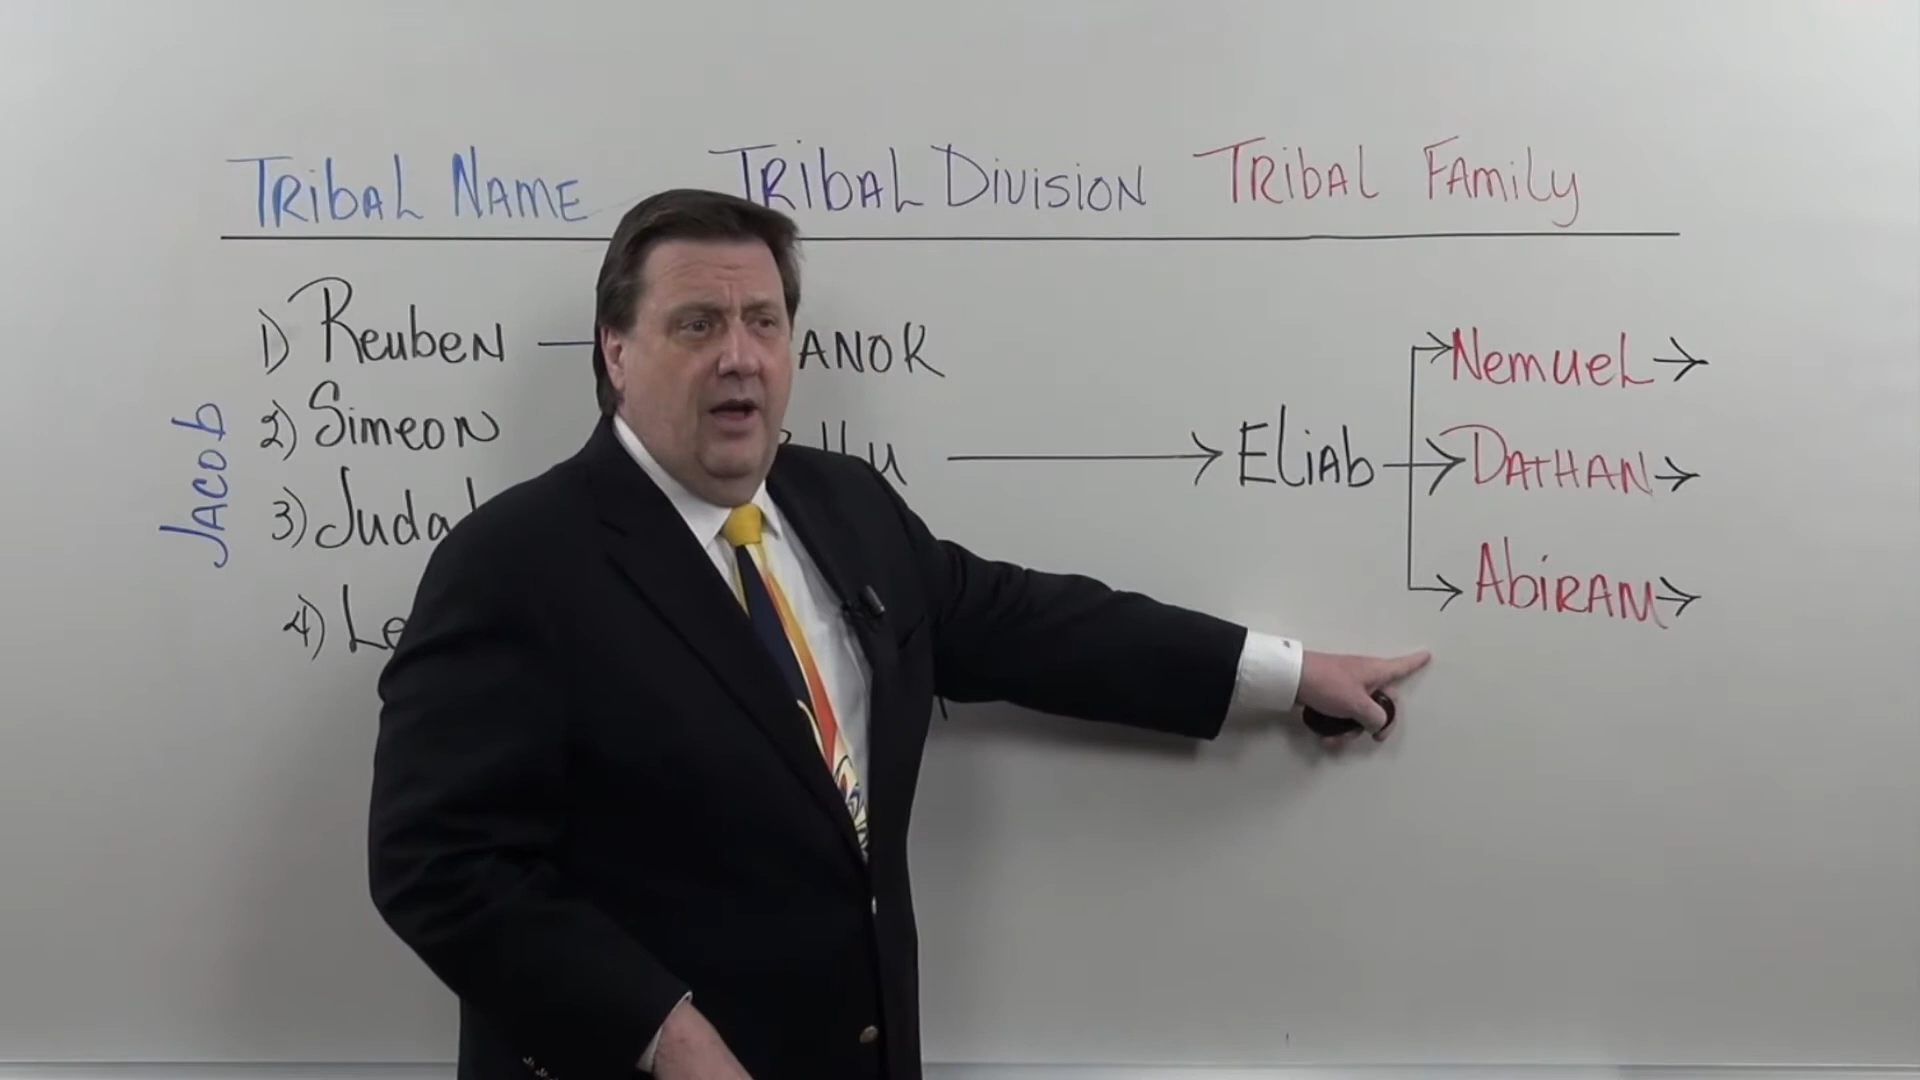 Tribal Name Tribal Division Tribal Family
1) Reuben ANOK Nemuel
2) Simeon Eliab Dathan
3) Juda
4) Le Abiram
Jacob